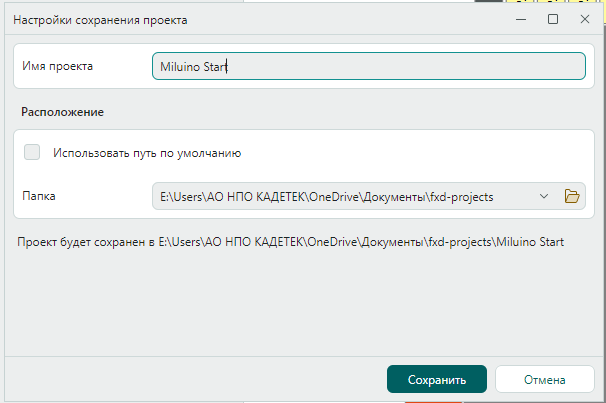 Настройки сохранения проекта
Имя проекта
Miluino Start
Расположение
Использовать путь по умолчанию
Папка
E:\Users\АО НПО КАДЕТЕК\OneDrive\Документы\fxd-projects
Проект будет сохранен в E:\Users\АО НПО КАДЕТЕК\OneDrive\Документы\fxd-projects\Miluino Start
Сохранить
Отмена